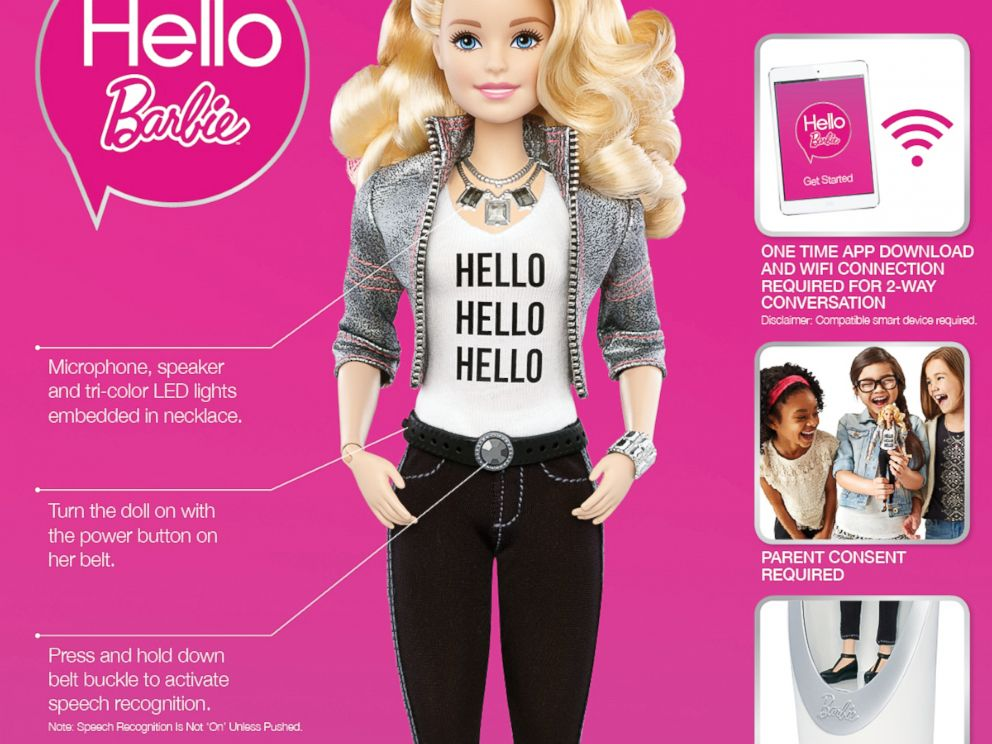 Hello
Barbie™
Microphone, speaker
and tri-color LED lights
embedded in necklace.
Turn the doll on with
the power button on
her belt.
Press and hold down
belt buckle to activate
speech recognition.
Note: Speech Recognition Is Not 'On' Unless Pushed.
HELLO
HELLO
HELLO
Hello
Barbie
Get Started
ONE TIME APP DOWNLOAD
AND WIFI CONNECTION
REQUIRED FOR 2-WAY
CONVERSATION
Disclaimer: Compatible smart device required.
PARENT CONSENT
REQUIRED
Barbie